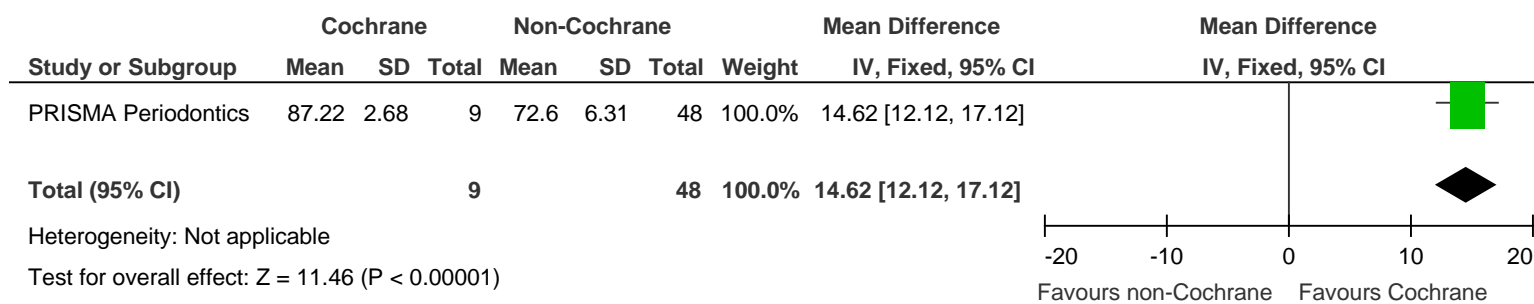 Cochrane Non-Cochrane Mean Difference Mean Difference
Study or Subgroup Mean SD Total Mean SD Total Weight IV, Fixed, 95% CI IV, Fixed, 95% CI
PRISMA Periodontics 87.22 2.68 9 72.6 6.31 48 100.0% 14.62 [12.12, 17.12]
Total (95% CI) 9 48 100.0% 14.62 [12.12, 17.12]
Heterogeneity: Not applicable
Test for overall effect: Z = 11.46 (P < 0.00001)
-20 -10 0 10 20
Favours non-Cochrane Favours Cochrane